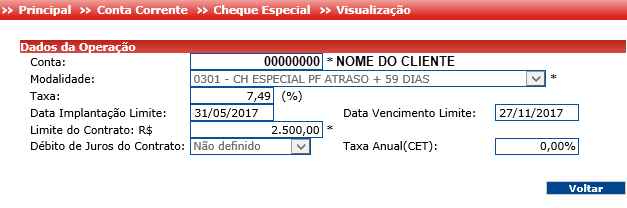 >> Principal >> Conta Corrente >> Cheque Especial >> Visualização
Dados da Operação
Conta: 00000000 * NOME DO CLIENTE
Modalidade: 0301 - CH ESPECIAL PF ATRASO + 59 DIAS *
Taxa: 7,49 (%)
Data Implantação Limite: 31/05/2017 Data Vencimento Limite: 27/11/2017
Limite do Contrato: R$ 2.500,00 *
Débito de Juros do Contrato: Não definido Taxa Anual(CET): 0,00%
Voltar